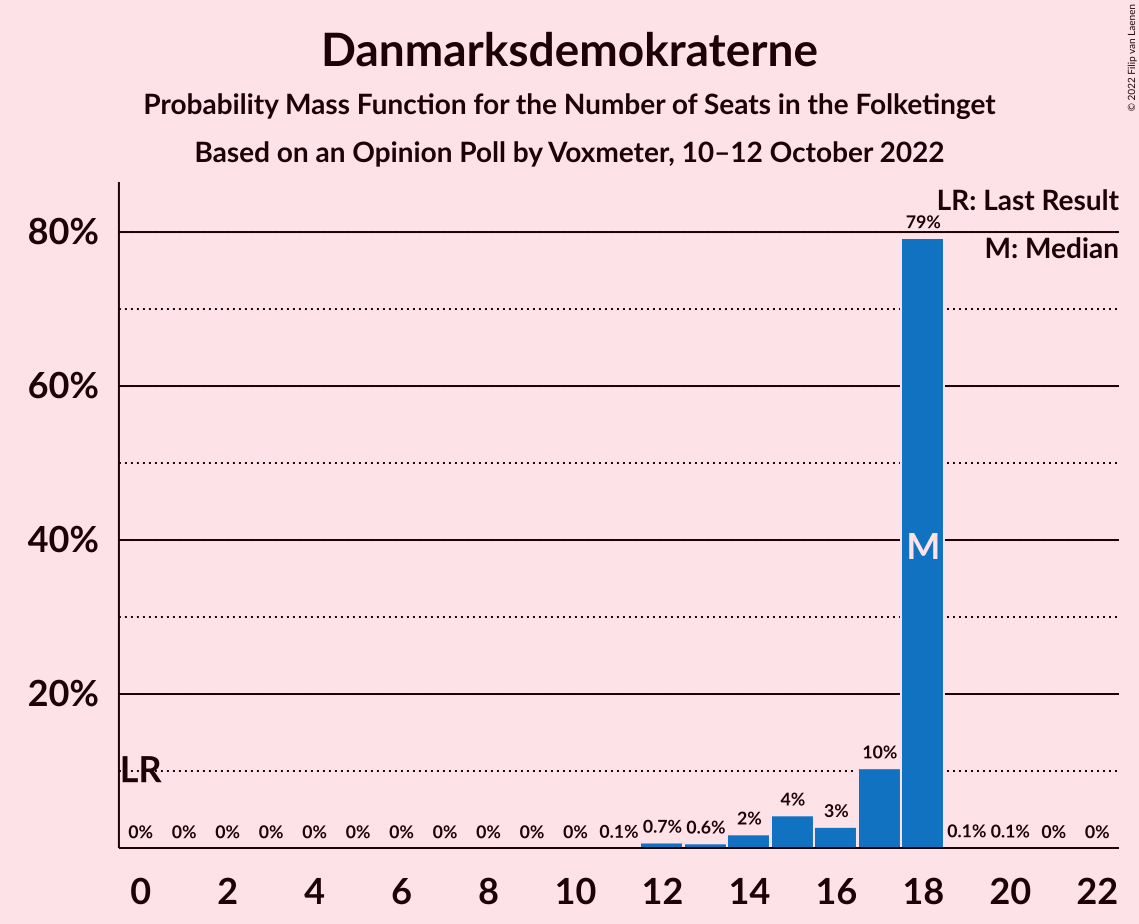 Danmarksdemokraterne
Probability Mass Function for the Number of Seats in the Folketinget
Based on an Opinion Poll by Voxmeter, 10–12 October 2022
© 2022 Filip van Laenen
LR: Last Result
M: Median
80%
60%
40%
20%
LR
M
0% 0% 0% 0% 0% 0% 0% 0% 0% 0% 0% 0.1% 0.7% 0.6% 2% 4% 3% 10% 79% 0.1% 0.1% 0% 0%
0 2 4 6 8 10 12 14 16 18 20 22